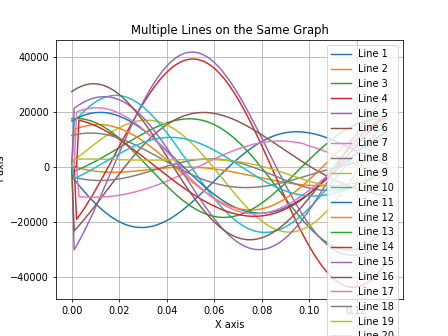 Multiple Lines on the Same Graph
40000
20000
0
−20000
−40000
axis
0.00
0.02
0.04
0.06
0.08
0.10
X axis
Line 1
Line 2
Line 3
Line 4
Line 5
Line 6
Line 7
Line 8
Line 9
Line 10
Line 11
Line 12
Line 13
Line 14
Line 15
Line 16
Line 17
Line 18
Line 19
Line 20